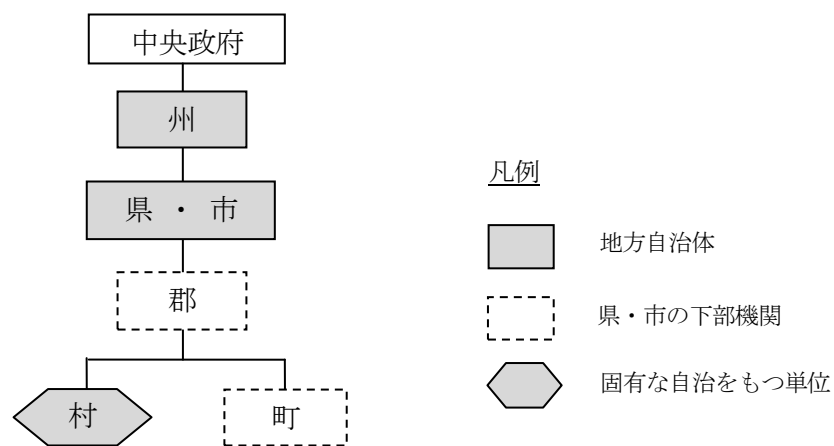 中央政府
州
県・市
郡
村
町
凡例
地方自治体
県・市の下部機関
固有な自治をもつ単位